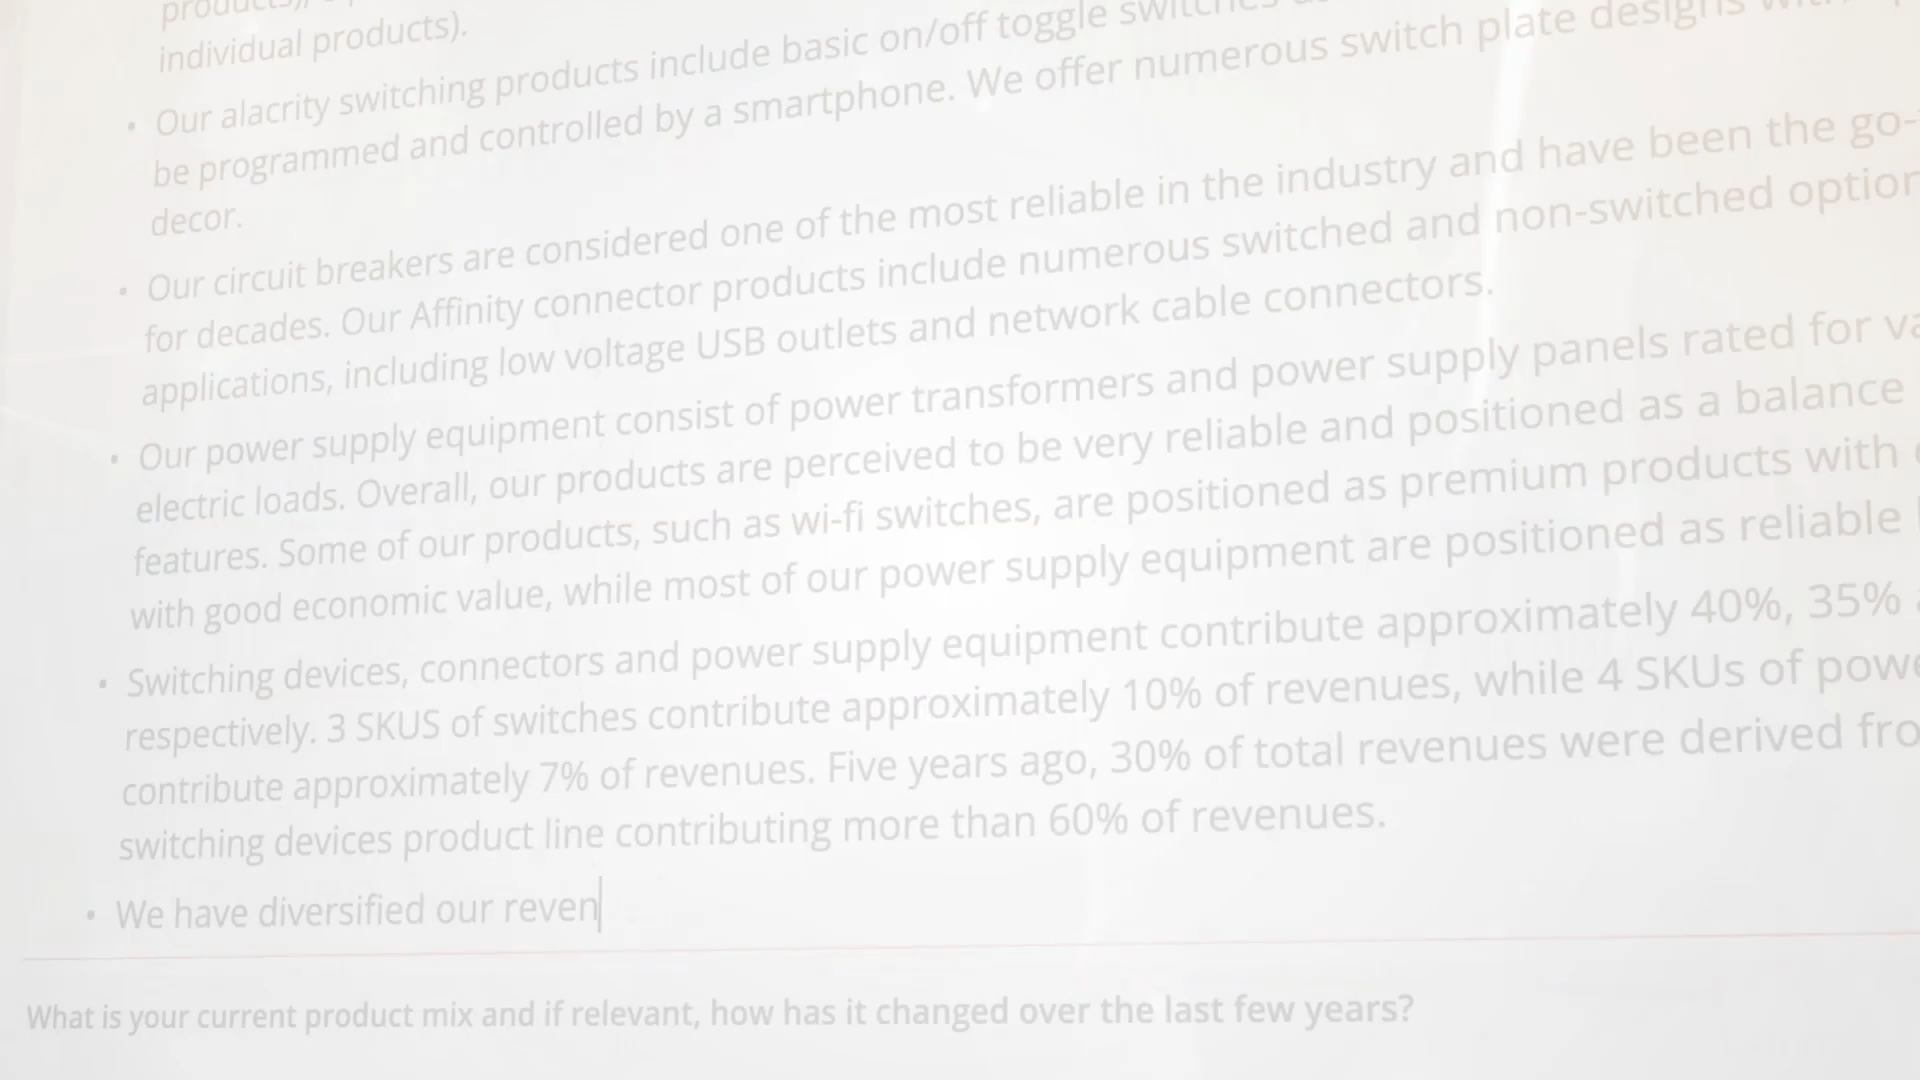 individual products).
• Our alacrity switching products include basic on/off toggle switches
be programmed and controlled by a smartphone. We offer numerous switch plate designs
decor.
• Our circuit breakers are considered one of the most reliable in the industry and have been the go-
for decades. Our Affinity connector products include numerous switched and non-switched option
applications, including low voltage USB outlets and network cable connectors.
• Our power supply equipment consist of power transformers and power supply panels rated for va
electric loads. Overall, our products are perceived to be very reliable and positioned as a balance
features. Some of our products, such as wi-fi switches, are positioned as premium products with
with good economic value, while most of our power supply equipment are positioned as reliable
• Switching devices, connectors and power supply equipment contribute approximately 40%, 35%
respectively. 3 SKUS of switches contribute approximately 10% of revenues, while 4 SKUs of powe
contribute approximately 7% of revenues. Five years ago, 30% of total revenues were derived fro
switching devices product line contributing more than 60% of revenues.
• We have diversified our reven
What is your current product mix and if relevant, how has it changed over the last few years?